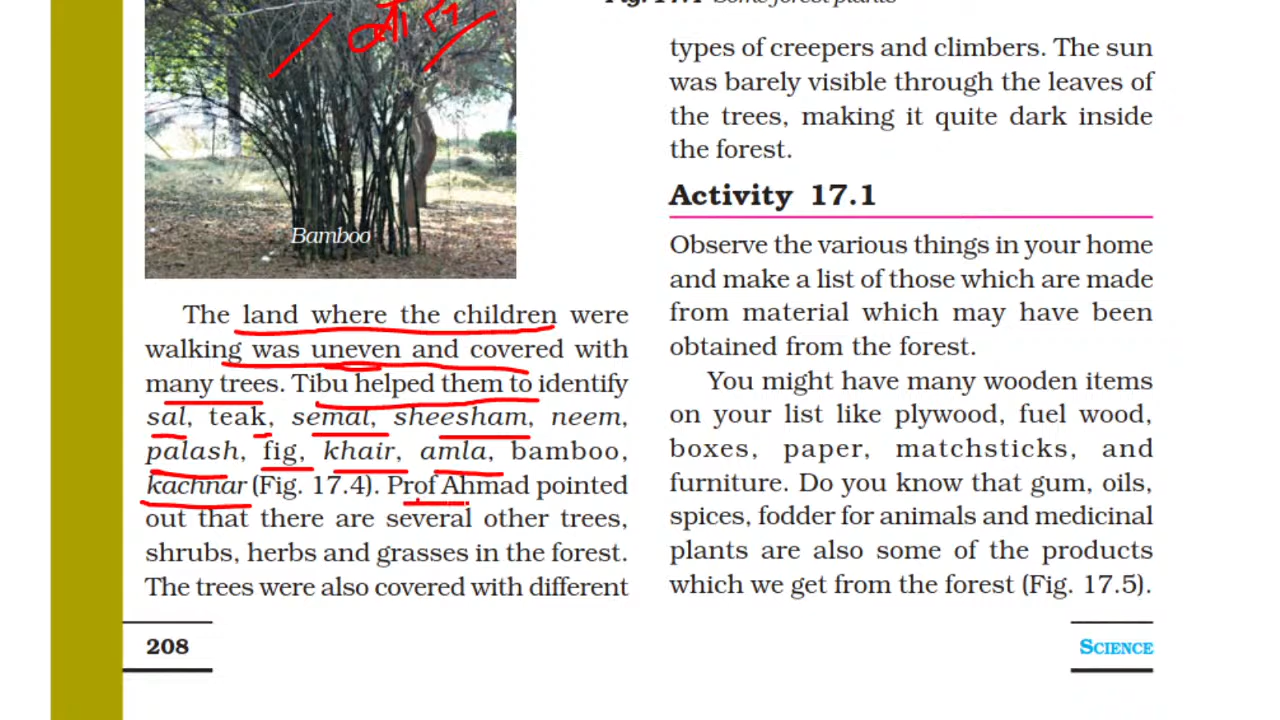 Fig. 17.4 Some forest plants
Bamboo
The land where the children were
walking was uneven and covered with
many trees. Tibu helped them to identify
sal, teak, semal, sheesham, neem,
palash, fig, khair, amla, bamboo,
kachnar (Fig. 17.4). Prof Ahmad pointed
out that there are several other trees,
shrubs, herbs and grasses in the forest.
The trees were also covered with different
types of creepers and climbers. The sun
was barely visible through the leaves of
the trees, making it quite dark inside
the forest.
Activity 17.1
Observe the various things in your home
and make a list of those which are made
from material which may have been
obtained from the forest.
You might have many wooden items
on your list like plywood, fuel wood,
boxes, paper, matchsticks, and
furniture. Do you know that gum, oils,
spices, fodder for animals and medicinal
plants are also some of the products
which we get from the forest (Fig. 17.5).
208
SCIENCE